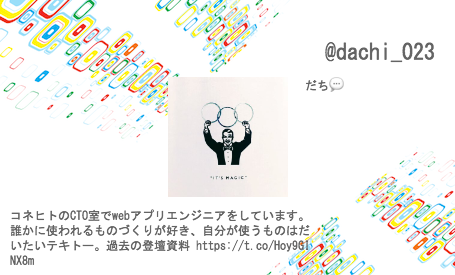 @dachi_023
だち💬
"IT'S MAGIC"
コネヒトのCTO室でwebアプリエンジニアをしています。
誰かに使われるものづくりが好き、自分が使うものはだ
いたいテキトー。過去の登壇資料 https://t.co/Hoy9GI
NX8m